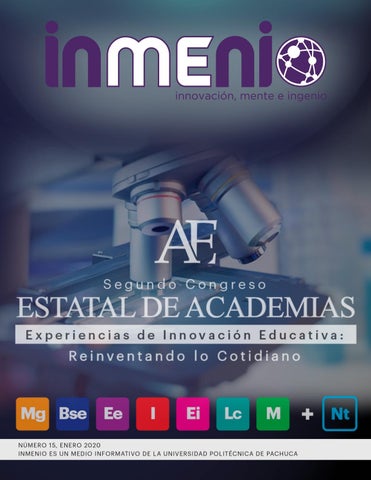 inmenio
innovación, mente e ingenio
AE
Segundo Congreso
ESTATAL DE ACADEMIAS
Experiencias de Innovación Educativa:
Reinventando lo Cotidiano
Mg Bse Ee I Ei Lc M + Nt
NÚMERO 15, ENERO 2020
INMENIO ES UN MEDIO INFORMATIVO DE LA UNIVERSIDAD POLITÉCNICA DE PACHUCA